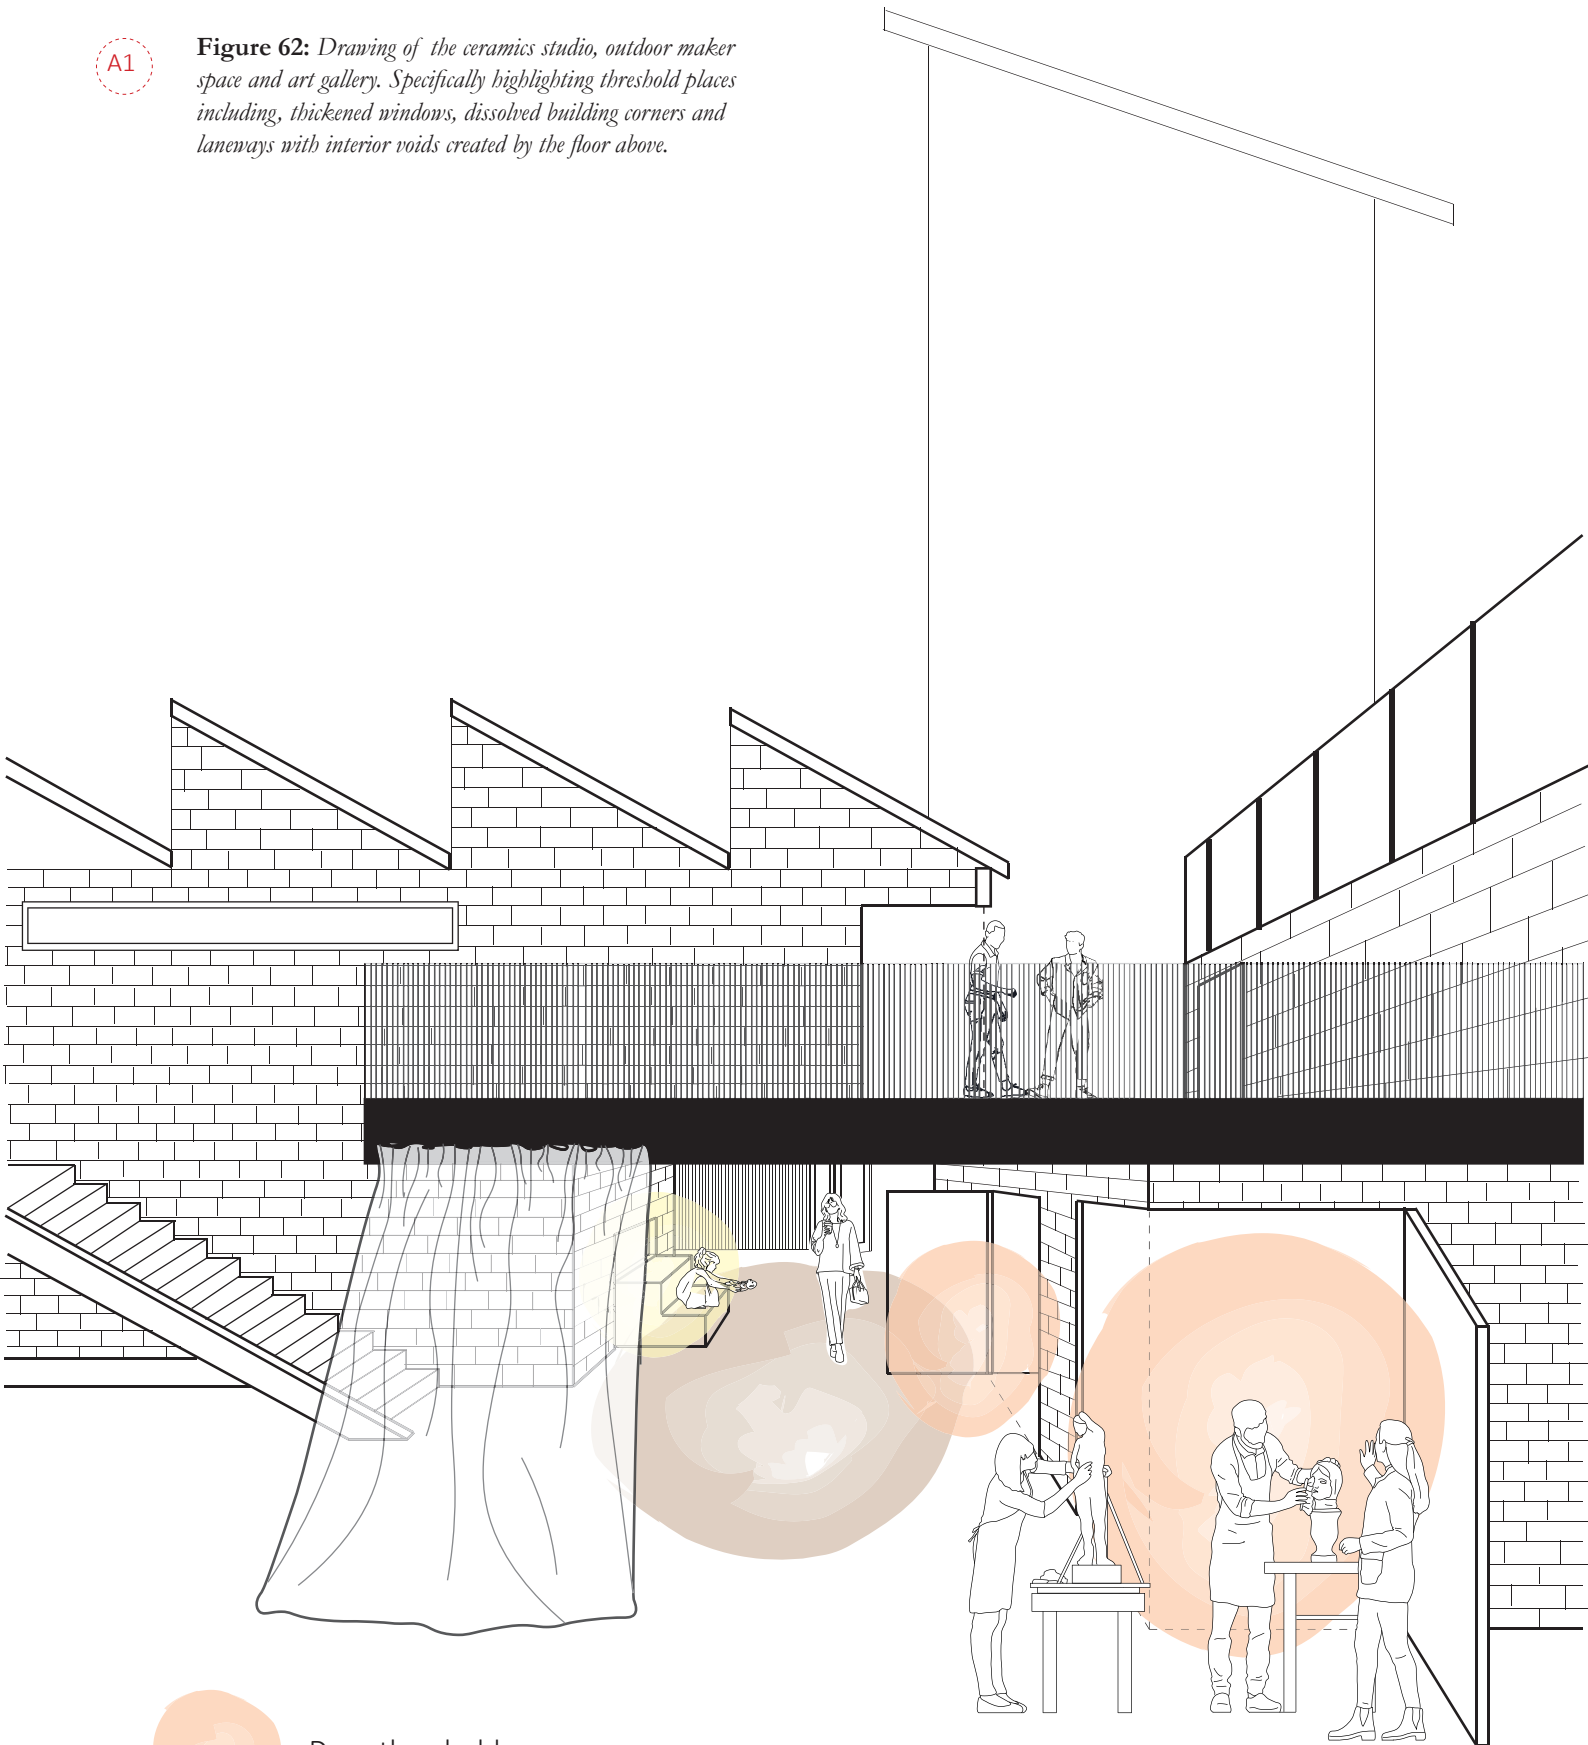 A1
Figure 62: Drawing of the ceramics studio, outdoor maker
space and art gallery. Specifically highlighting threshold places
including, thickened windows, dissolved building corners and
laneways with interior voids created by the floor above.